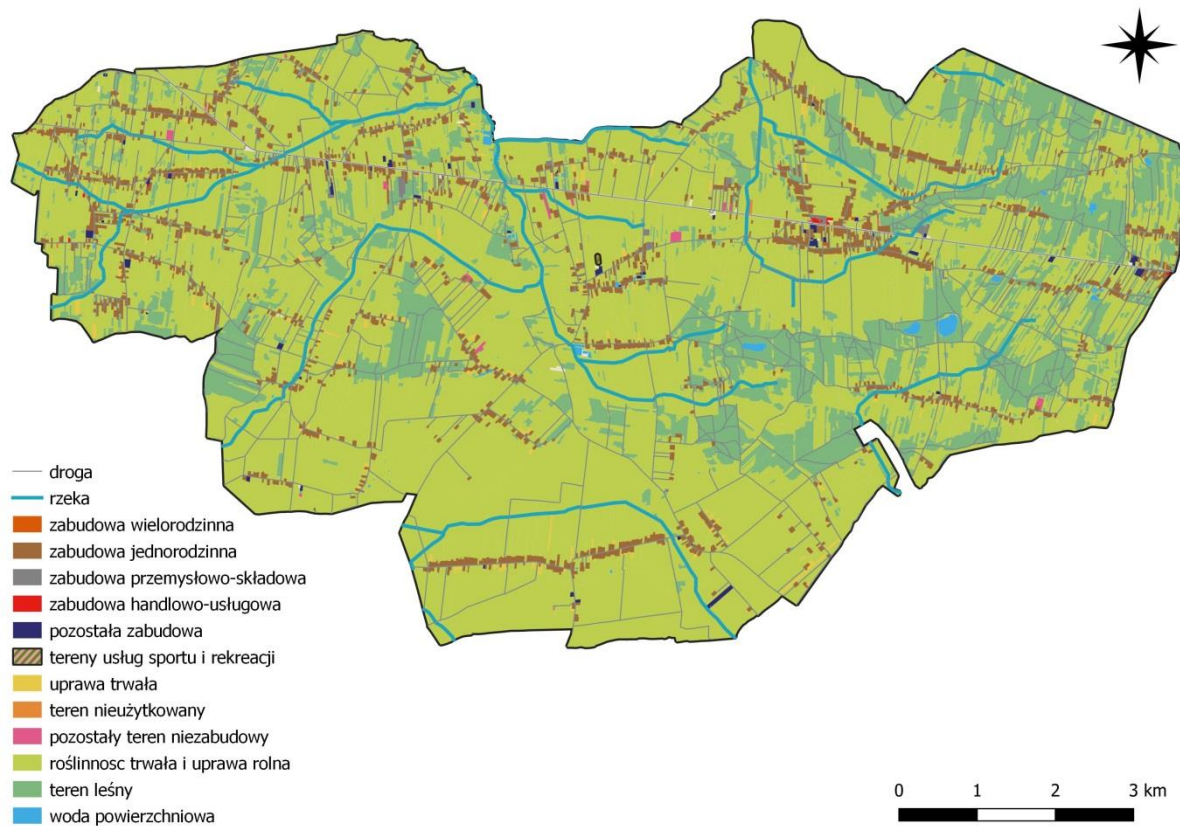 droga
rzeka
zabudowa wielorodzinna
zabudowa jednorodzinna
zabudowa przemysłowo-składowa
zabudowa handlowo-usługowa
pozostała zabudowa
tereny usług sportu i rekreacji
uprawa trwała
teren nieużytkowany
pozostały teren niezabudowy
roślinnosc trwała i uprawa rolna
teren leśny
woda powierzchniowa
0 1 2 3 km